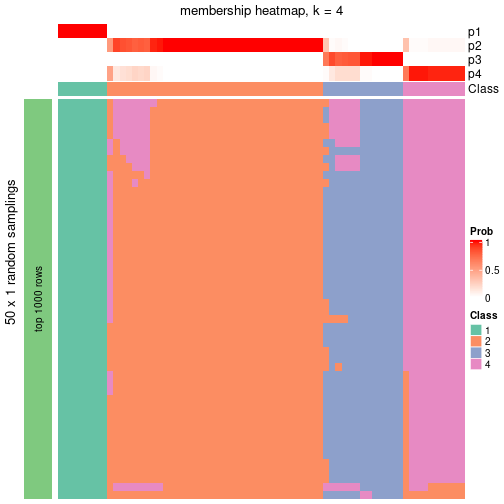 membership heatmap, k = 4
p1
p2
p3
p4
Class
50 x 1 random samplings
top 1000 rows
Prob
1
0.5
0
Class
1
2
3
4